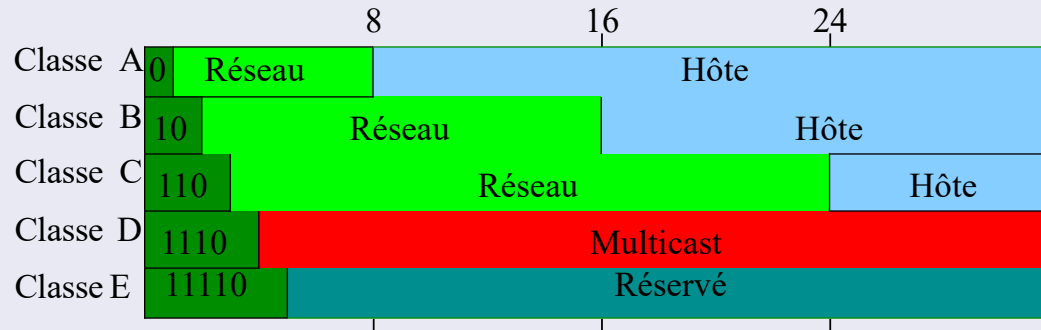 8 16 24
Classe A 0 Réseau Hôte
Classe B 10 Réseau Hôte
Classe C 110 Réseau Hôte
Classe D 1110 Multicast
Classe E 11110 Réservé